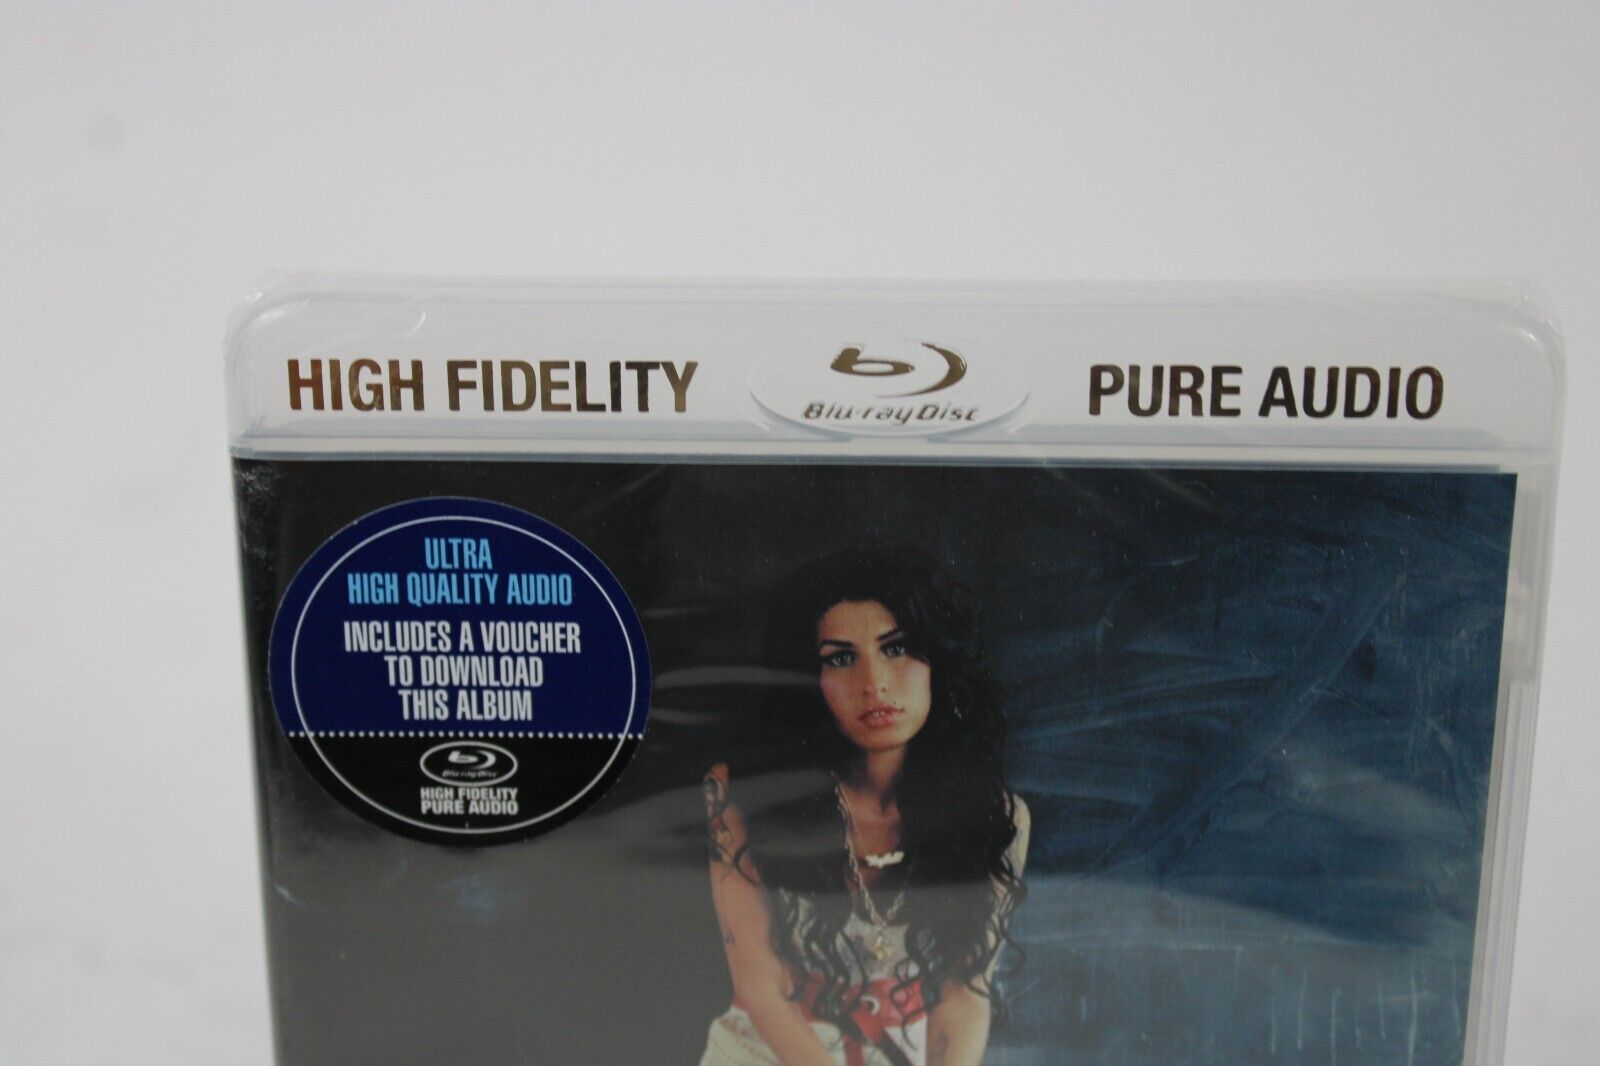 HIGH FIDELITY
Blu-ray Disc
PURE AUDIO
ULTRA
HIGH QUALITY AUDIO
INCLUDES A VOUCHER
TO DOWNLOAD
THIS ALBUM
Blu-ray Disc
HIGH FIDELITY
PURE AUDIO